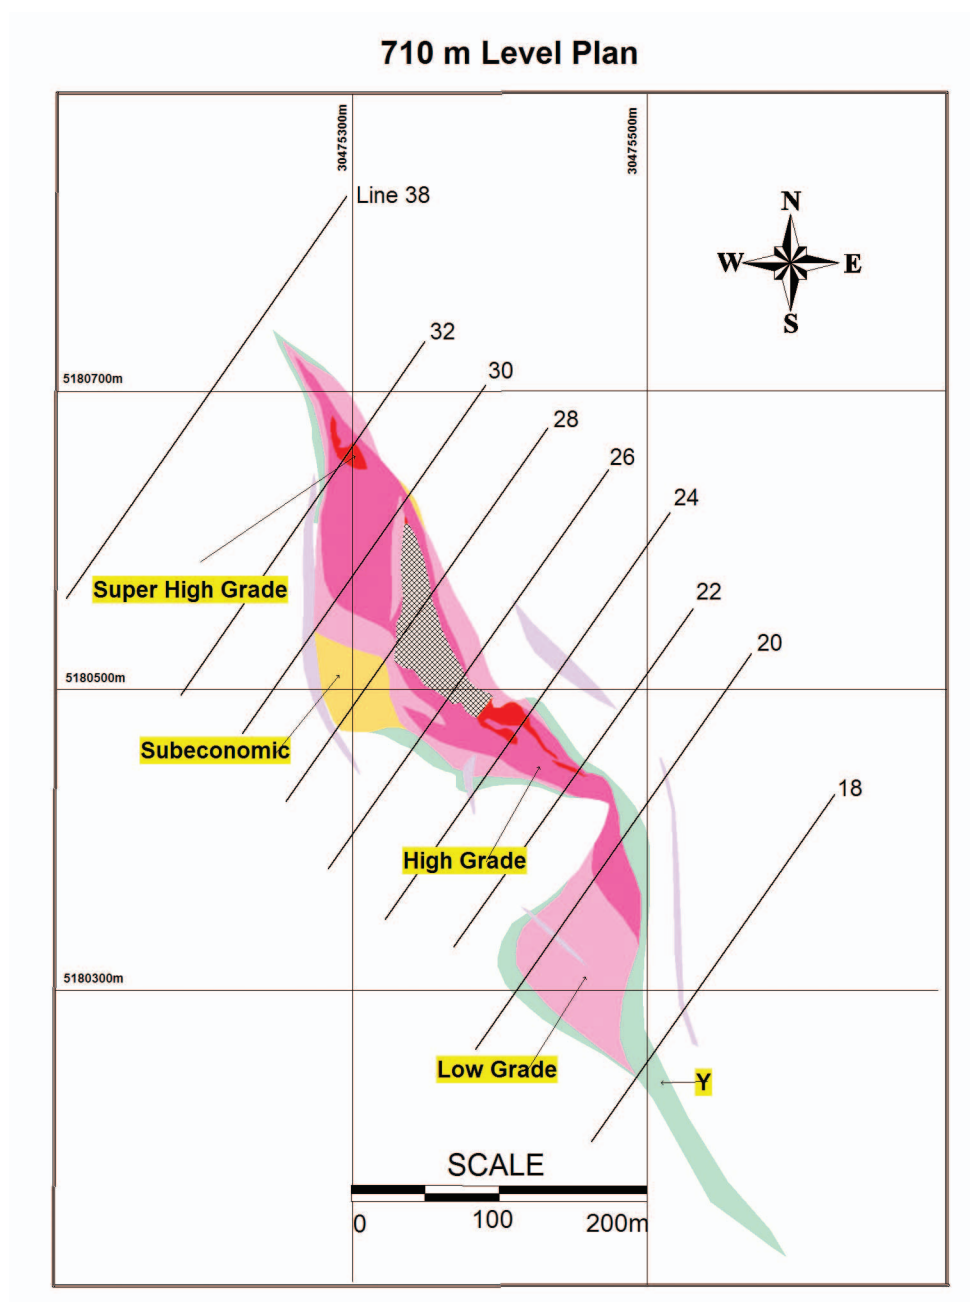 710 m Level Plan
30475300m
30475500m
N
W
E
S
Line 38
32
5180700m
30
28
26
24
Super High Grade
22
20
5180500m
Subeconomic
18
High Grade
5180300m
Low Grade
Y
SCALE
0
100
200m